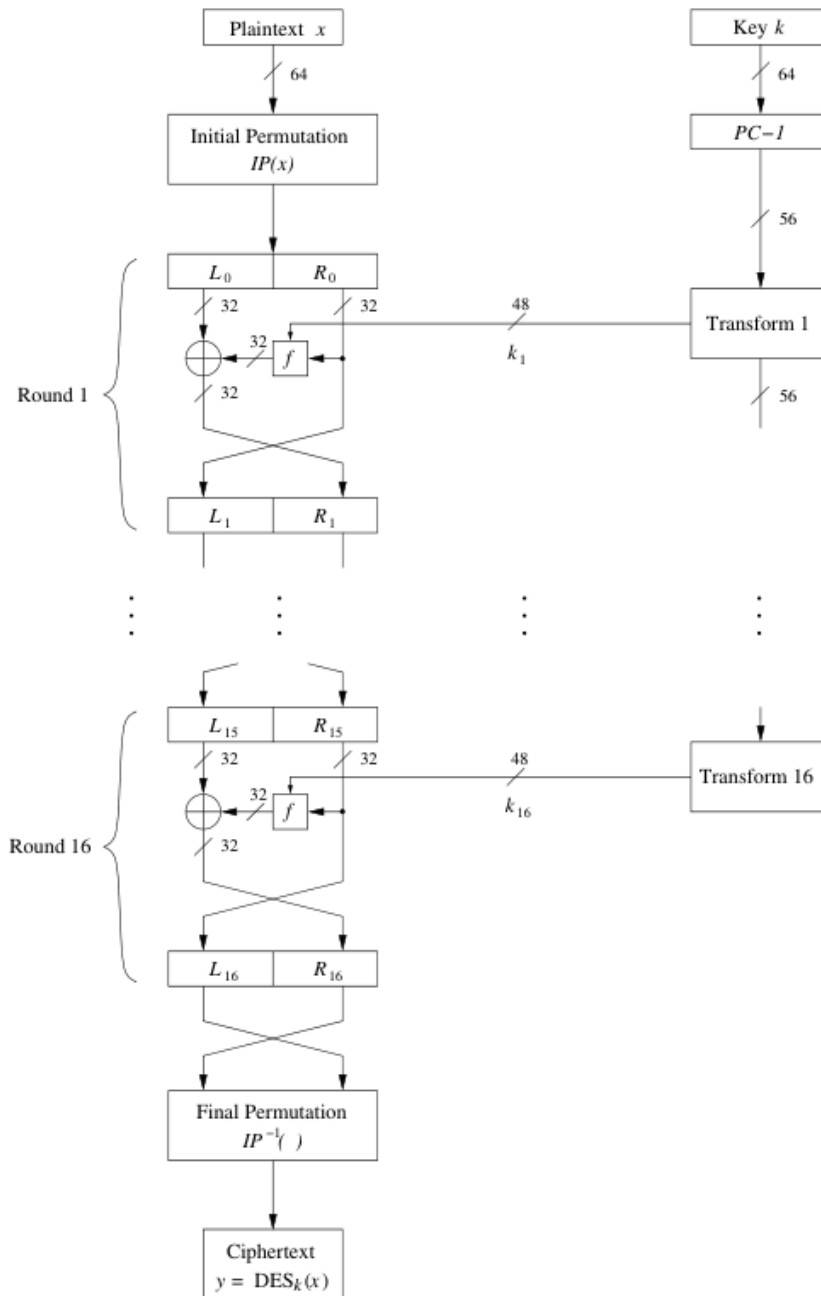 Plaintext x
Key k
64
64
Initial Permutation
IP(x)
PC−1
56
L0 R0
32 32
48
Transform 1
32
f
k1
Round 1
32
56
L1 R1
L15 R15
32 32
48
Transform 16
32
f
k16
Round 16
32
L16 R16
Final Permutation
IP−1( )
Ciphertext
y = DESk(x)